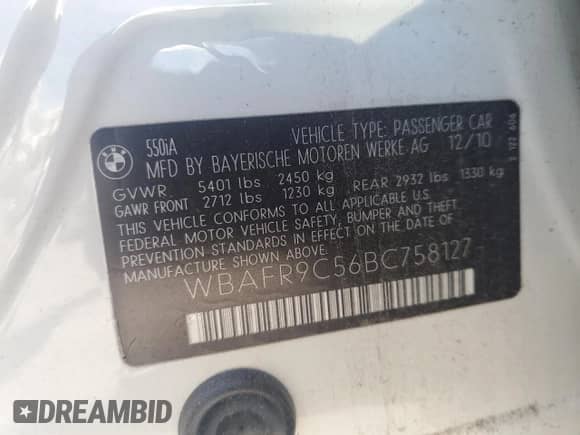 BMW
550iA
VEHICLE TYPE: PASSENGER CAR
MFD BY BAYERISCHE MOTOREN WERKE AG 12/10
GVWR 5401 lbs 2450 kg
GAWR FRONT 2712 lbs 1230 kg REAR 2932 lbs 1330 kg
THIS VEHICLE CONFORMS TO ALL APPLICABLE U.S.
FEDERAL MOTOR VEHICLE SAFETY, BUMPER AND THEFT
PREVENTION STANDARDS IN EFFECT ON THE DATE OF
MANUFACTURE SHOWN ABOVE.
WBAFR9C56BC758127
DREAMBID